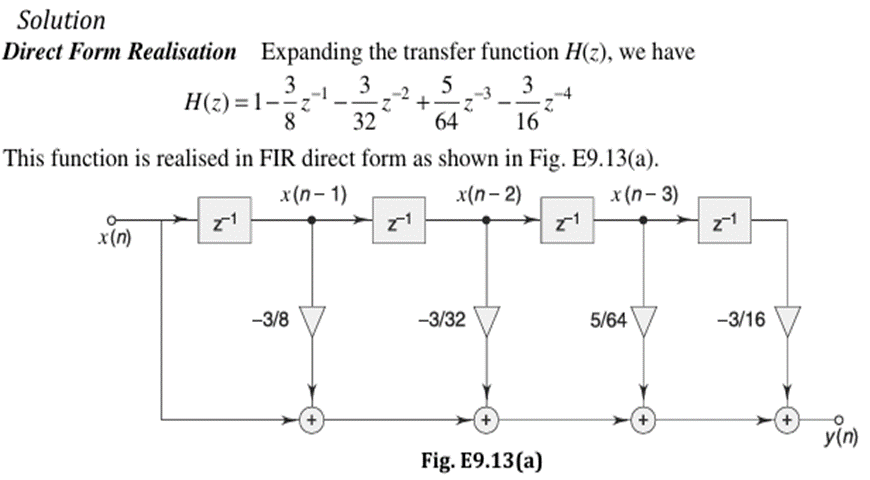 Solution
Direct Form Realisation Expanding the transfer function H(z), we have
H(z) = 1 - 3/8 z⁻¹ - 3/32 z⁻² + 5/64 z⁻³ - 3/16 z⁻⁴
This function is realised in FIR direct form as shown in Fig. E9.13(a).
x(n – 1) x(n – 2) x(n – 3)
z⁻¹ z⁻¹ z⁻¹ z⁻¹
x(n)
–3/8 –3/32 5/64 –3/16
+ + + +
y(n)
Fig. E9.13(a)